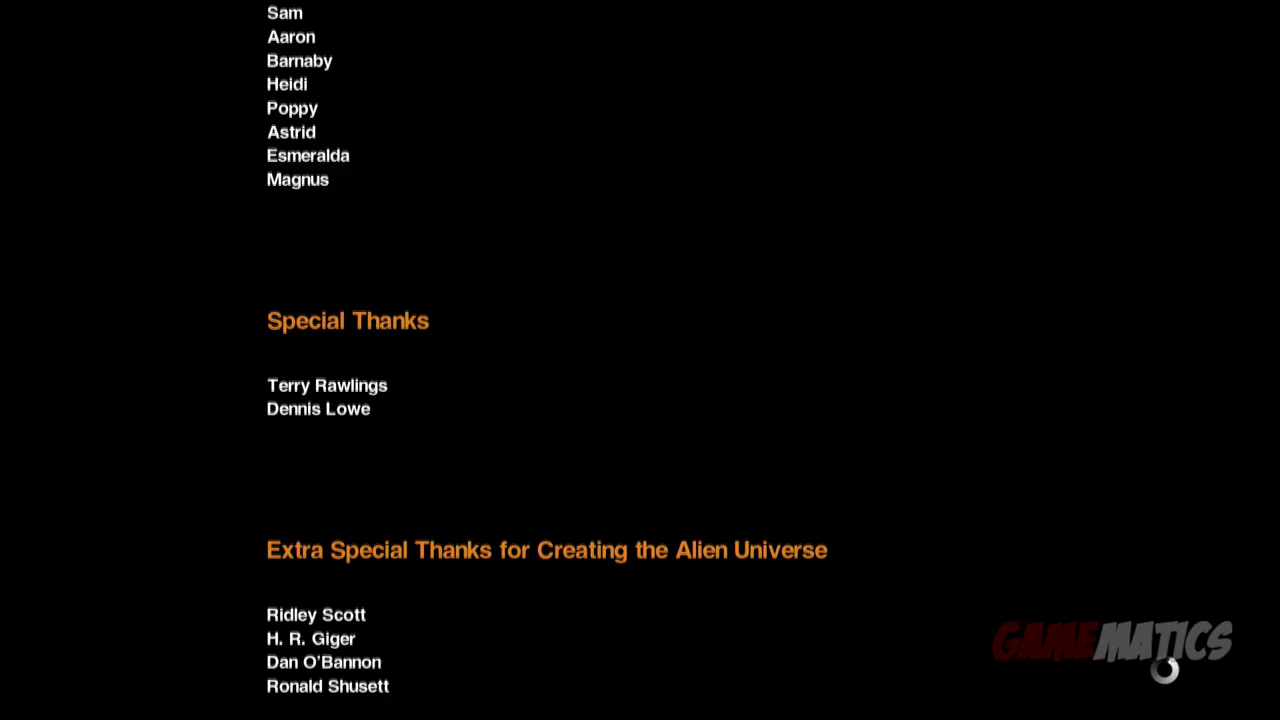 Sam
Aaron
Barnaby
Heidi
Poppy
Astrid
Esmeralda
Magnus
Special Thanks
Terry Rawlings
Dennis Lowe
Extra Special Thanks for Creating the Alien Universe
Ridley Scott
H. R. Giger
Dan O'Bannon
Ronald Shusett
GAMEMATICS